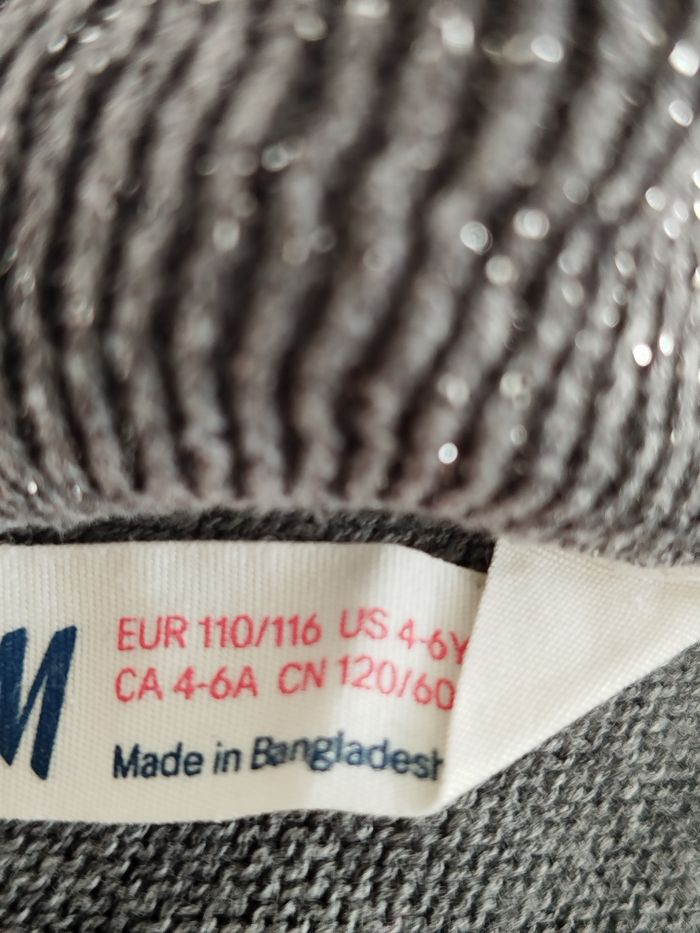 M
EUR 110/116 US 4-6Y
CA 4-6A CN 120/60
Made in Bangladesh